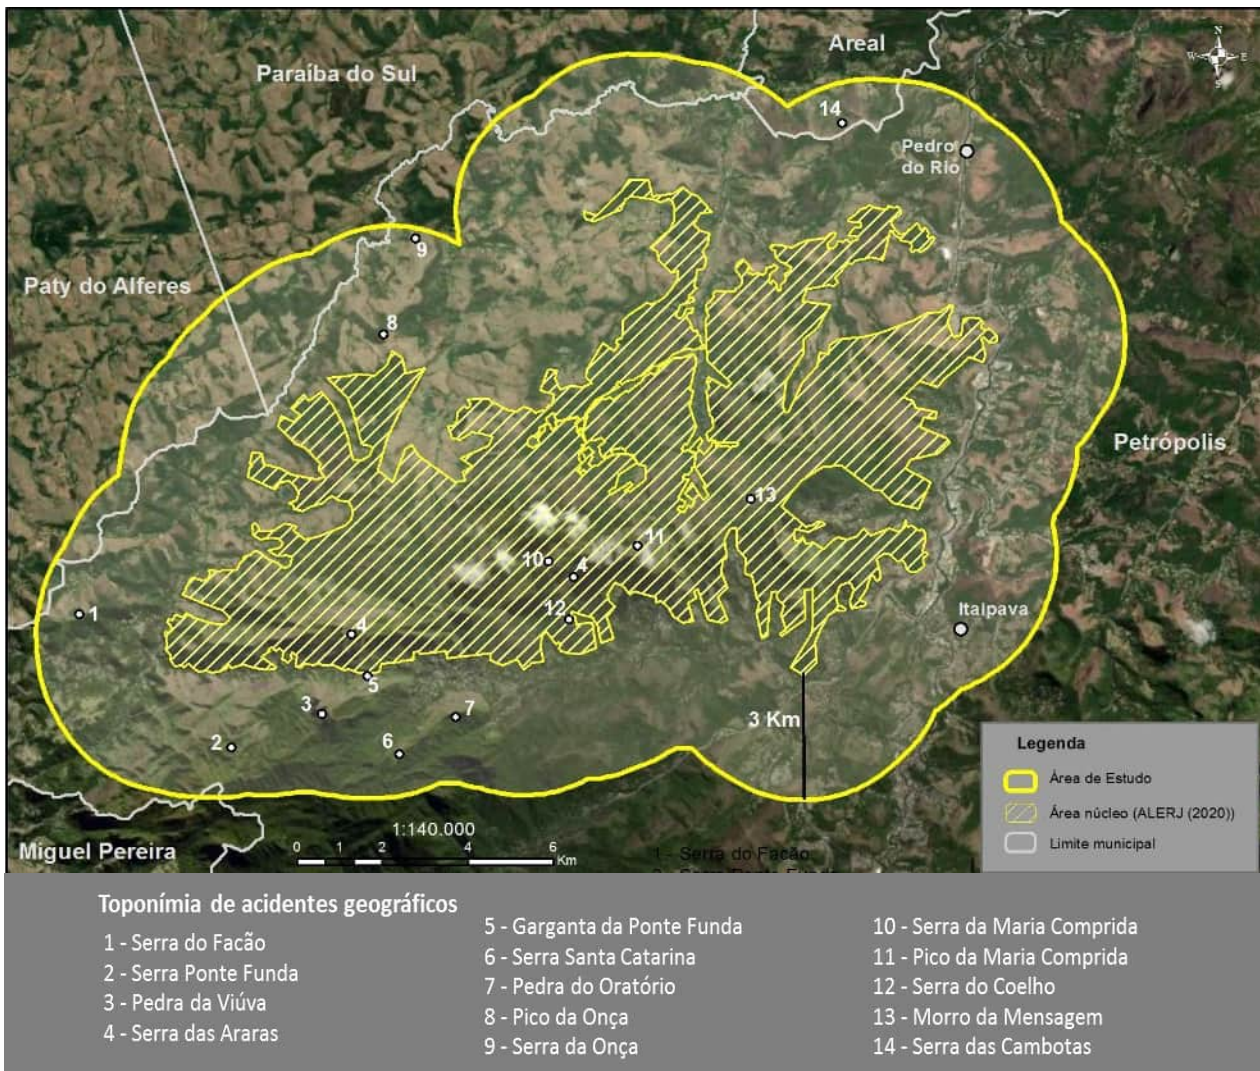 Areal
Paraíba do Sul
N
W
E
S
14
Pedro
do Rio
9
Paty do Alferes
8
Petrópolis
13
11
10
4
12
1
Itaipava
4
5
3
7
2
6
3 Km
Legenda
Área de Estudo
Área núcleo (ALERJ (2020))
Limite municipal
1:140.000
0 1 2 4 6
Km
Miguel Pereira
1 - Serra do Facão
Toponímia de acidentes geográficos
1 - Serra do Facão
2 - Serra Ponte Funda
3 - Pedra da Viúva
4 - Serra das Araras
5 - Garganta da Ponte Funda
6 - Serra Santa Catarina
7 - Pedra do Oratório
8 - Pico da Onça
9 - Serra da Onça
10 - Serra da Maria Comprida
11 - Pico da Maria Comprida
12 - Serra do Coelho
13 - Morro da Mensagem
14 - Serra das Cambotas